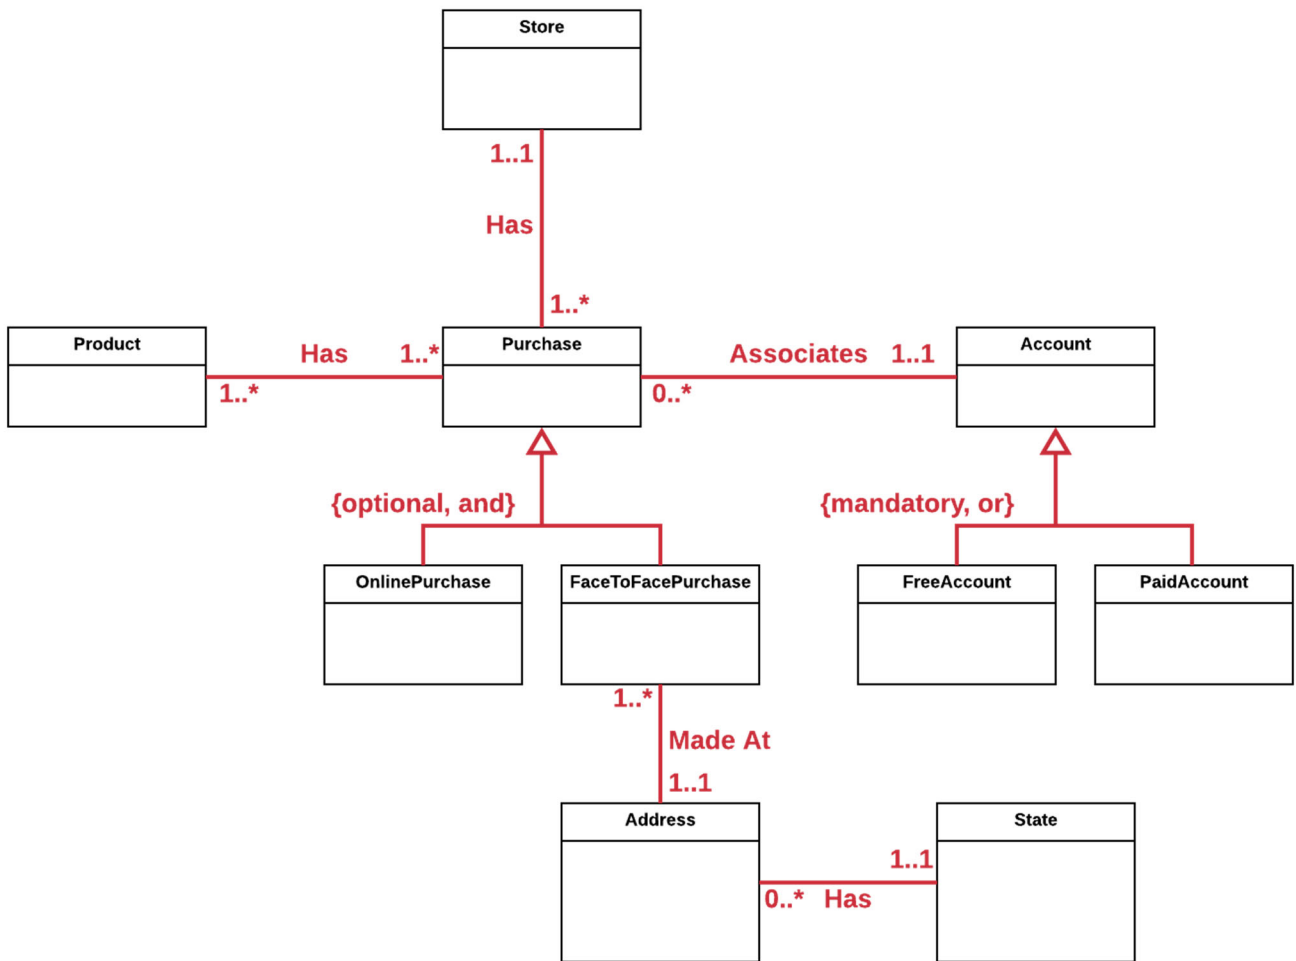 Store
1..1
Has
1..*
Product
Has
1..*
1..*
Purchase
Associates
1..1
0..*
Account
{optional, and}
{mandatory, or}
OnlinePurchase
FaceToFacePurchase
FreeAccount
PaidAccount
1..*
Made At
1..1
Address
State
1..1
0..*
Has